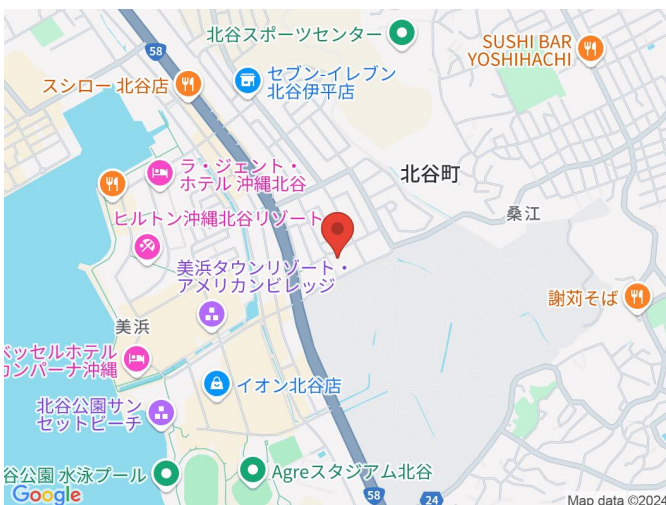 北谷スポーツセンター
58
SUSHI BAR
YOSHIHACHI
スシロー 北谷店
セブン-イレブン
北谷伊平店
ラ・ジェント・
ホテル 沖縄北谷
北谷町
ヒルトン沖縄北谷リゾート
桑江
美浜タウンリゾート・
アメリカンビレッジ
謝苅そば
美浜
ベッセルホテル
カンパーナ沖縄
イオン北谷店
北谷公園サン
セットビーチ
谷公園 水泳プール
Agreスタジアム北谷
58
24
Google
Map data ©2024